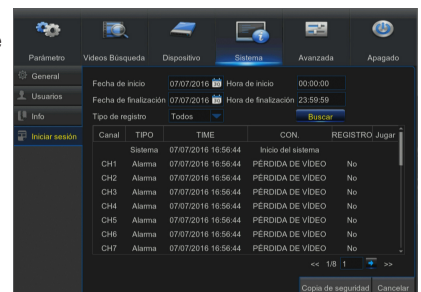 e
Parámetro Videos Búsqueda Dispositivo Sistema Avanzada Apagado
General
Usuarios
Info
Iniciar sesión
Fecha de inicio 07/07/2016 Hora de inicio 00:00:00
Fecha de finalización 07/07/2016 Hora de finalización 23:59:59
Tipo de registro Todos Buscar
Canal TIPO TIME CON. REGISTRO Jugar
Sistema 07/07/2016 16:56:44 Inicio del sistema
CH1 Alarma 07/07/2016 16:56:44 PÉRDIDA DE VÍDEO No
CH2 Alarma 07/07/2016 16:56:44 PÉRDIDA DE VÍDEO No
CH3 Alarma 07/07/2016 16:56:44 PÉRDIDA DE VÍDEO No
CH4 Alarma 07/07/2016 16:56:44 PÉRDIDA DE VÍDEO No
CH5 Alarma 07/07/2016 16:56:44 PÉRDIDA DE VÍDEO No
CH6 Alarma 07/07/2016 16:56:44 PÉRDIDA DE VÍDEO No
CH7 Alarma 07/07/2016 16:56:44 PÉRDIDA DE VÍDEO No
<< 1/8 1 >>
Copia de seguridad Cancelar